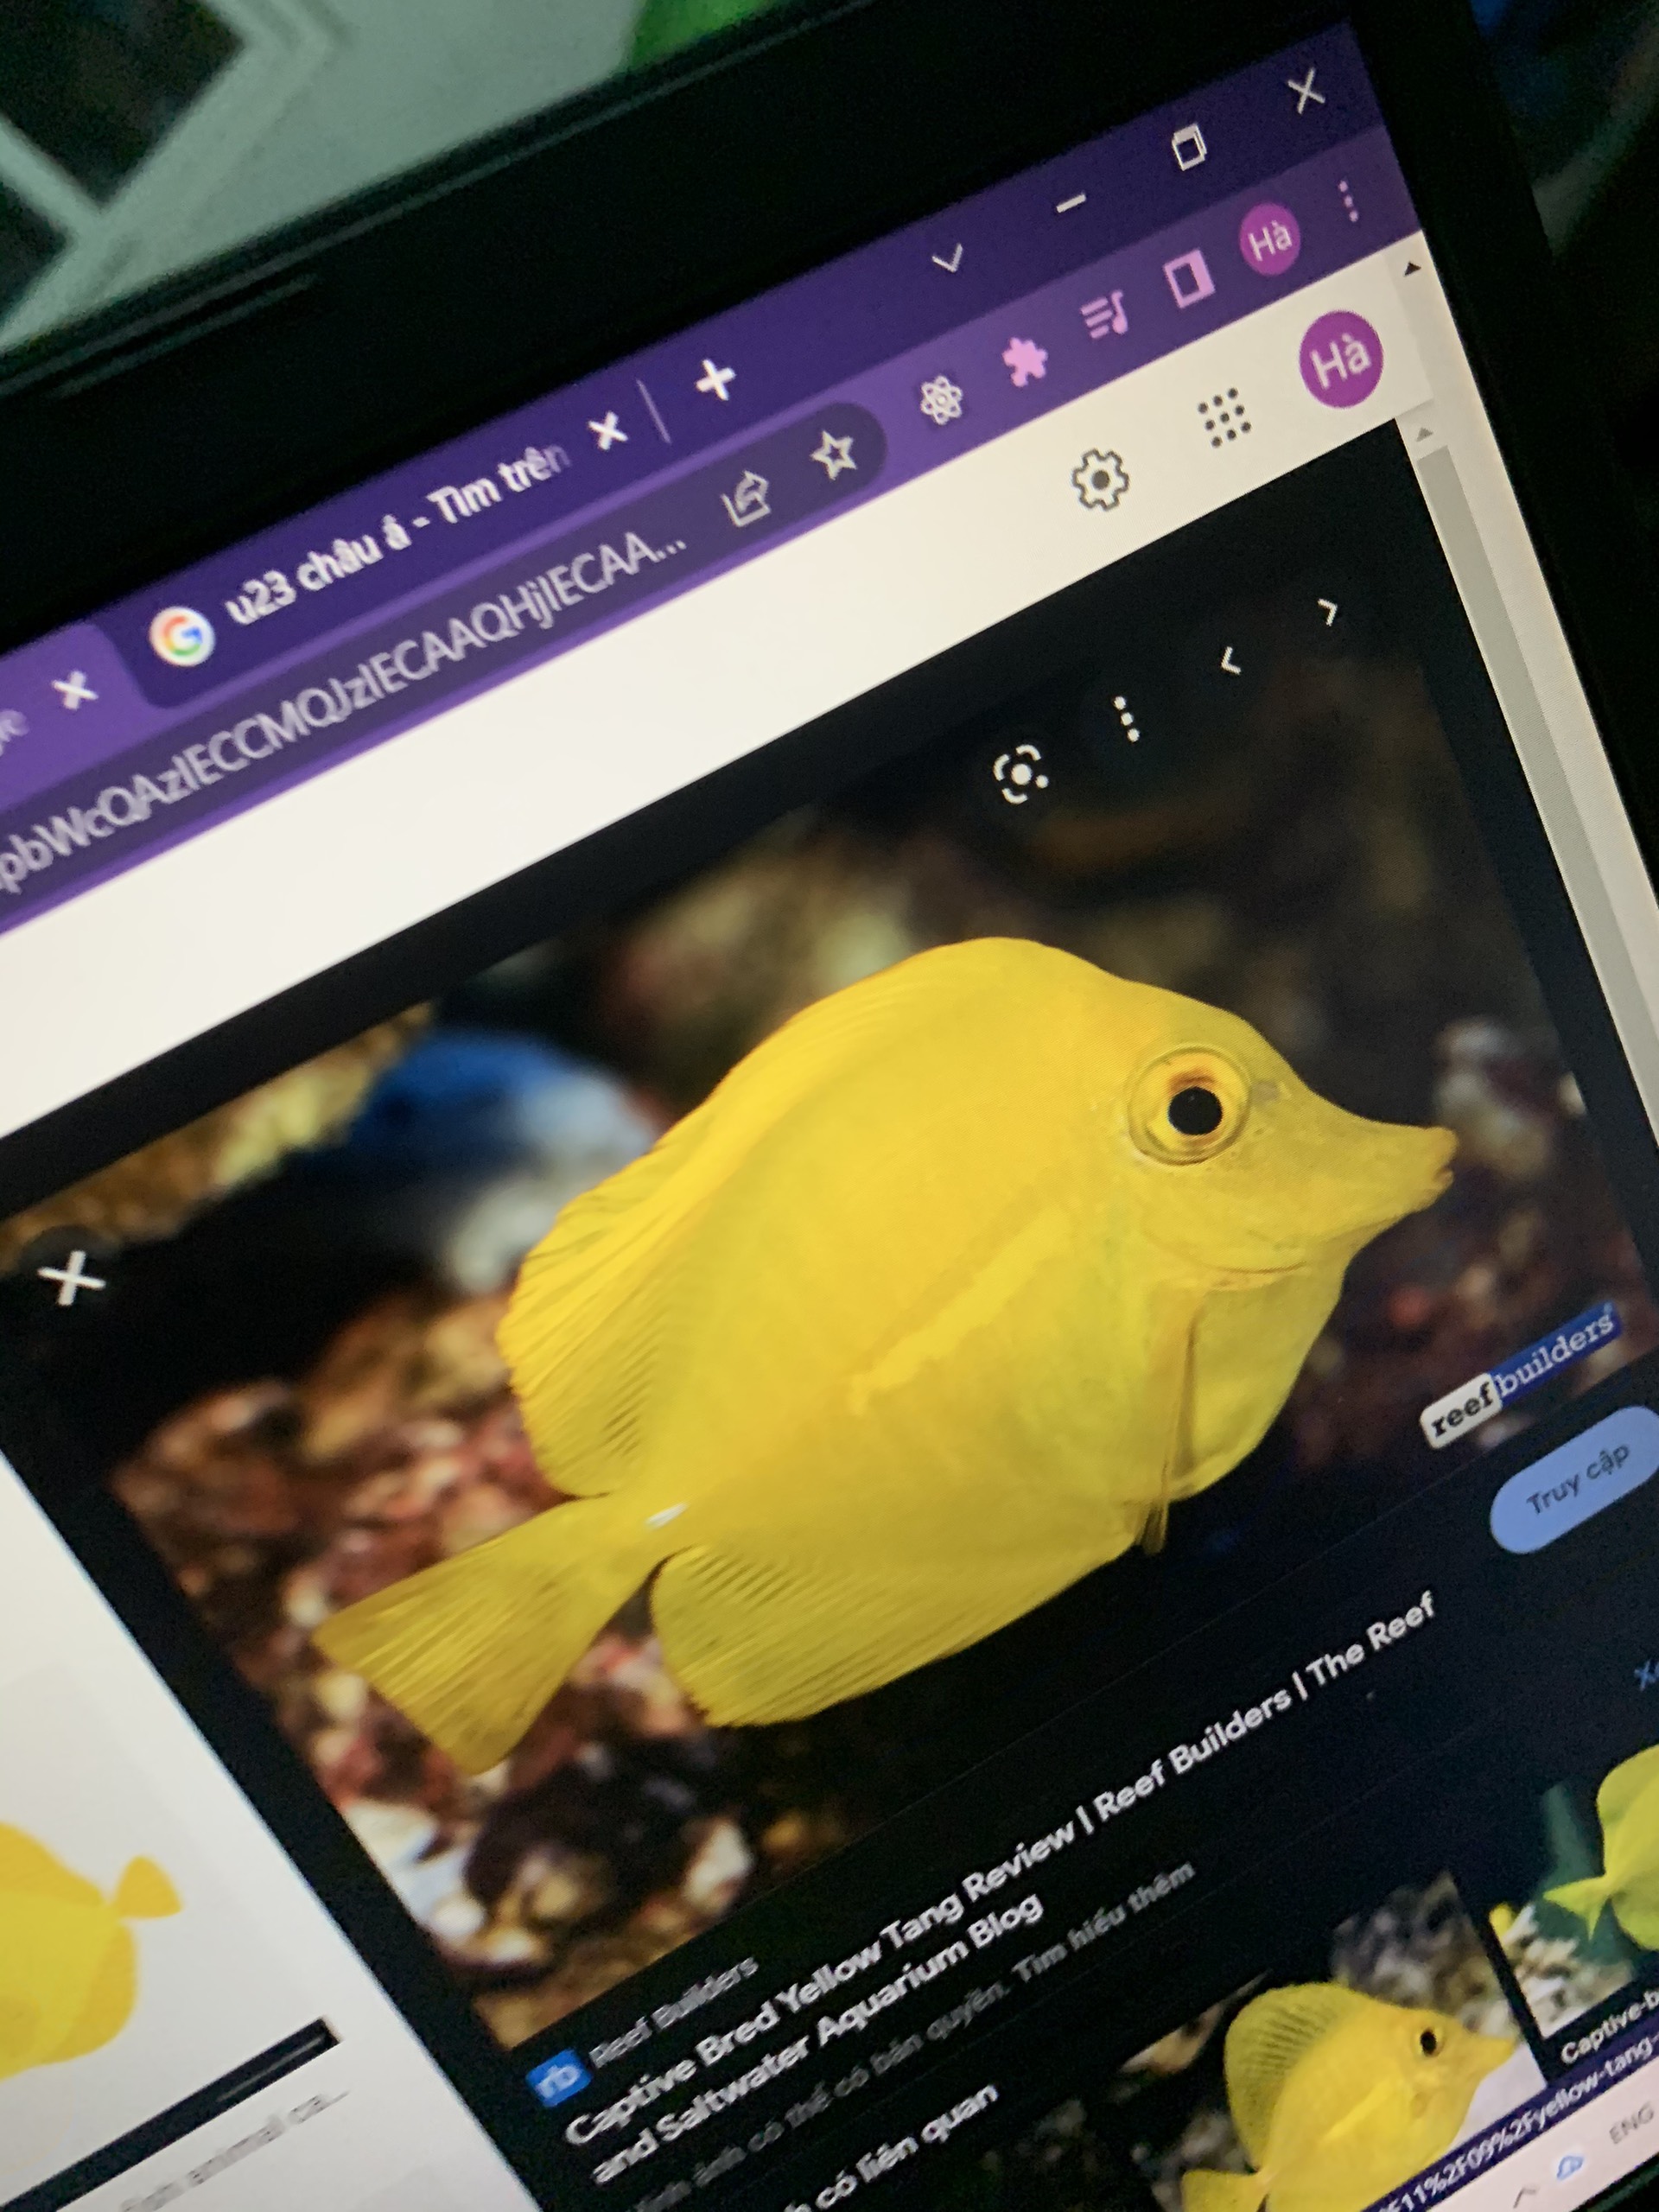 u23 châu á - Tìm trên
pbWcQAzIECCMQJzIECAAQHjIECAA...
Hà
Hà
reefbuilders
Truy cập
rb Reef Builders
Captive Bred Yellow Tang Review | Reef Builders | The Reef
and Saltwater Aquarium Blog
Hình ảnh có thể có bản quyền. Tìm hiểu thêm
có liên quan
Captive-b
11%2F09%2Fyellow-tang-
ENG